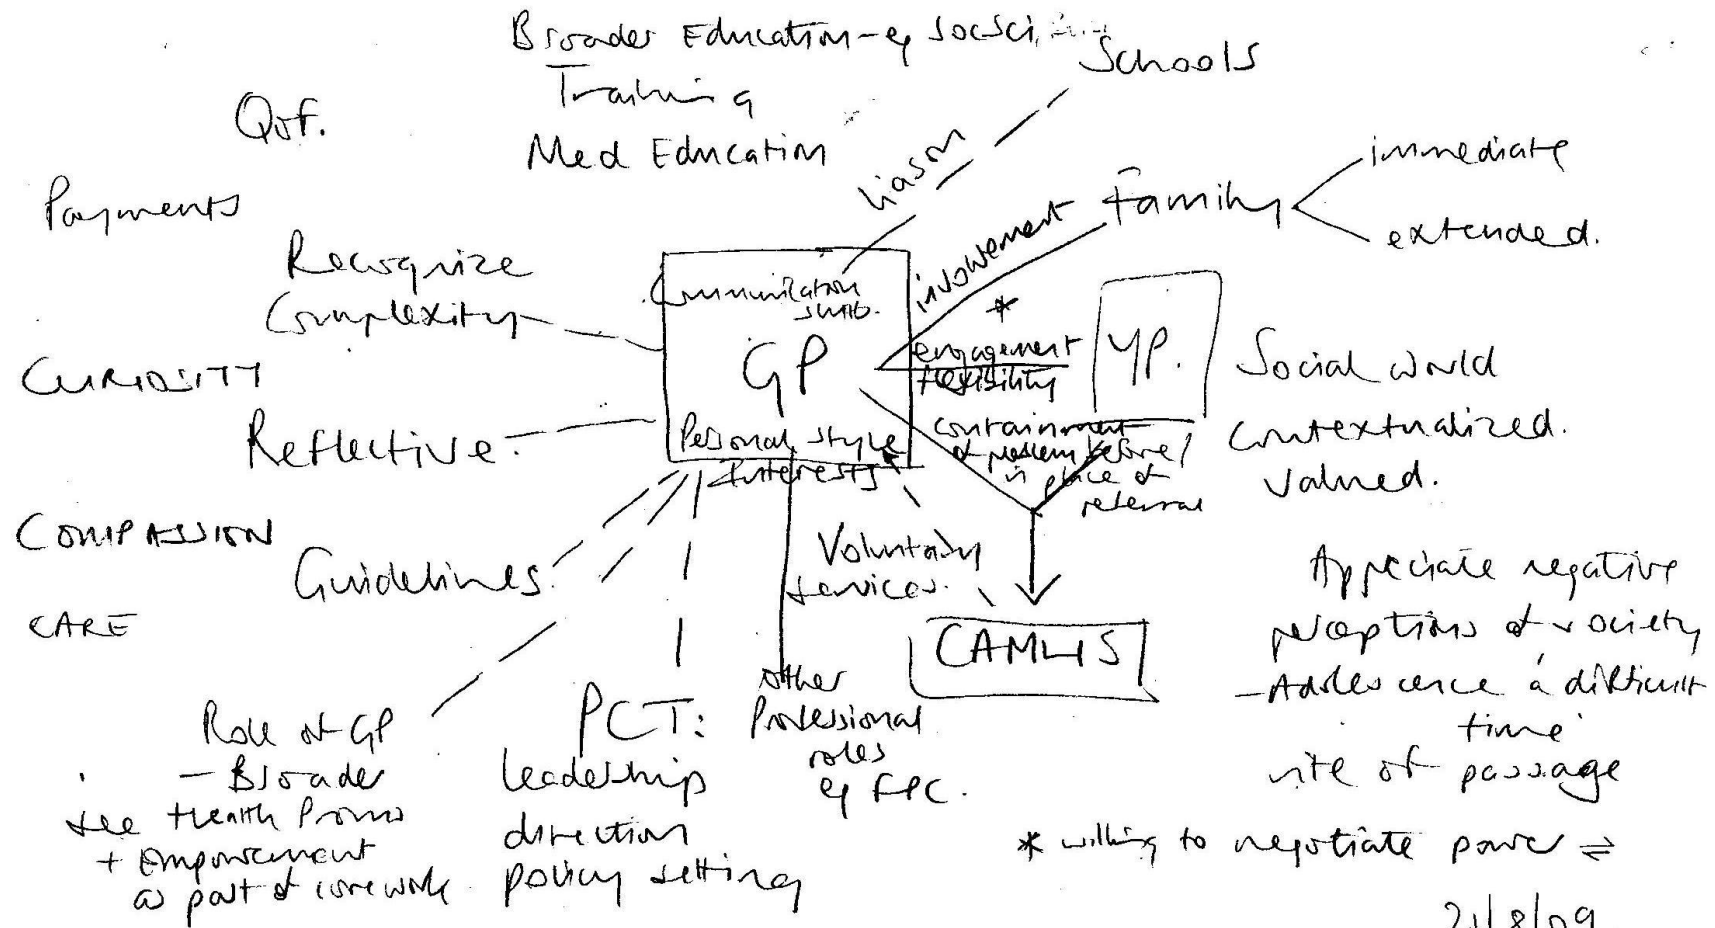 Broader Education - eg SocSci,
Training
Med Education
Schools
QoF.
Payments
liason
Family
immediate
extended.
involvement
*
Recognize
Complexity
Communication
skills.
GP
Personal style
Interests
engagement
flexibility
YP.
Social world
Contextualized.
Valued.
containment
of problem before/
in place of
referral
CURIOSITY
Reflective
COMPASSION
Guidelines
CARE
Voluntary
services.
CAMHS
Appreciate negative
perceptions of society
- Adolescence 'a difficult
time'
rite of passage
Role of GP
- Broader
see Health Promo
+ Empowerment
as part of core work
PCT:
leadership
direction
policy setting
other
Professional
roles
eg FPC.
* willing to negotiate power ⇌
21/8/09